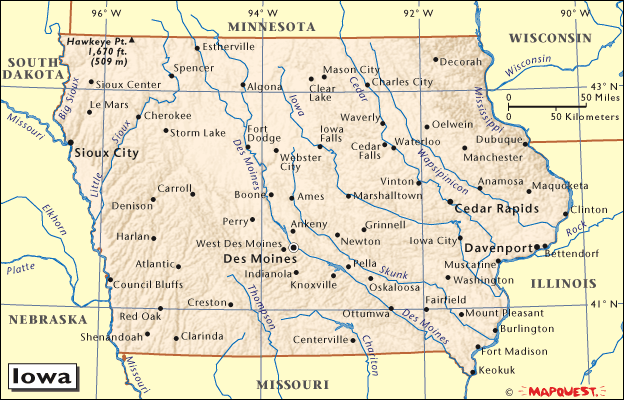 96°W
94°W
92°W
90°W
MINNESOTA
Hawkeye Pt.
1,670 ft.
(509 m)
SOUTH
DAKOTA
WISCONSIN
Estherville
Spencer
Sioux Center
Algona
Mason City
Clear
Lake
Charles City
Decorah
Wisconsin
43°N
50 Miles
50 Kilometers
0
0
Big Sioux
Le Mars
Little Sioux
Cherokee
Storm Lake
Missouri
Sioux City
Iowa
Cedar
Mississippi
Fort
Dodge
Webster
City
Iowa
Falls
Waverly
Cedar
Falls
Waterloo
Oelwein
Wapsipinicon
Dubuque
Manchester
Des Moines
Carroll
Denison
Boone
Ames
Marshalltown
Vinton
Anamosa
Maquoketa
Cedar Rapids
Clinton
Elkhorn
Harlan
Perry
Ankeny
Grinnell
Newton
Iowa City
Davenport
Rock
Bettendorf
West Des Moines
Des Moines
Platte
Atlantic
Council Bluffs
Indianola
Knoxville
Pella
Skunk
Oskaloosa
Muscatine
Washington
ILLINOIS
41°N
NEBRASKA
Creston
Red Oak
Shenandoah
Clarinda
Thompson
Ottumwa
Des Moines
Fairfield
Mount Pleasant
Burlington
Centerville
Chariton
Fort Madison
Keokuk
Missouri
MISSOURI
Iowa
© MAPQUEST.